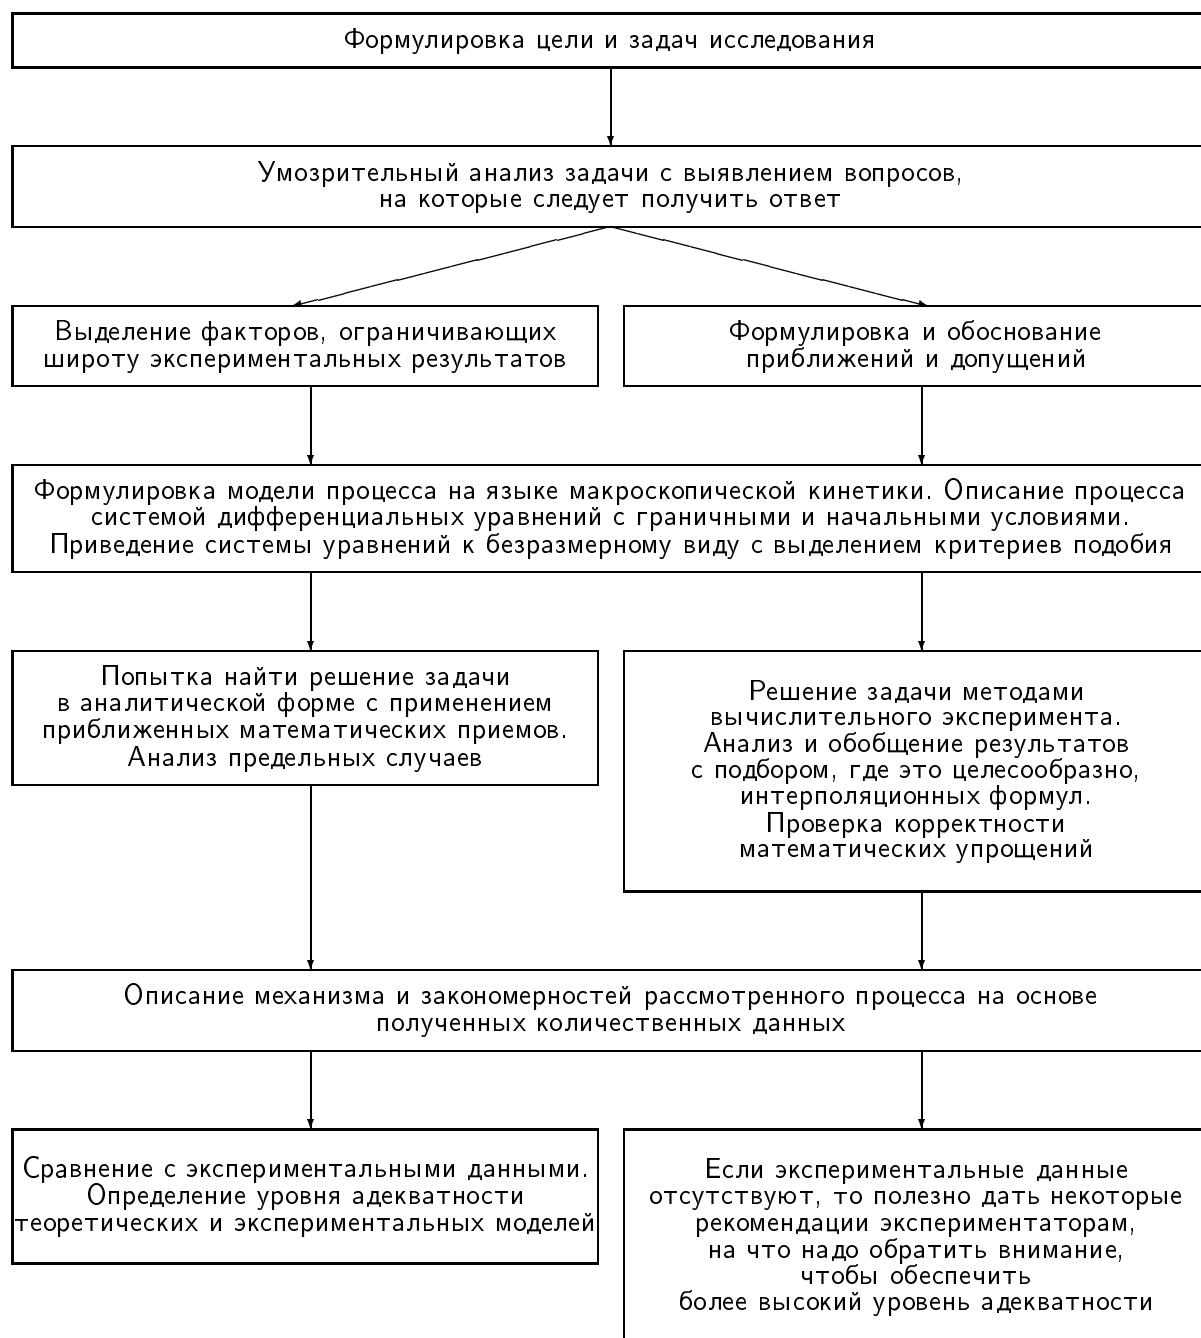 Формулировка цели и задач исследования
Умозрительный анализ задачи с выявлением вопросов,
на которые следует получить ответ
Выделение факторов, ограничивающих
широту экспериментальных результатов
Формулировка и обоснование
приближений и допущений
Формулировка модели процесса на языке макроскопической кинетики. Описание процесса
системой дифференциальных уравнений с граничными и начальными условиями.
Приведение системы уравнений к безразмерному виду с выделением критериев подобия
Попытка найти решение задачи
в аналитической форме с применением
приближенных математических приемов.
Анализ предельных случаев
Решение задачи методами
вычислительного эксперимента.
Анализ и обобщение результатов
с подбором, где это целесообразно,
интерполяционных формул.
Проверка корректности
математических упрощений
Описание механизма и закономерностей рассмотренного процесса на основе
полученных количественных данных
Сравнение с экспериментальными данными.
Определение уровня адекватности
теоретических и экспериментальных моделей
Если экспериментальные данные
отсутствуют, то полезно дать некоторые
рекомендации экспериментаторам,
на что надо обратить внимание,
чтобы обеспечить
более высокий уровень адекватности